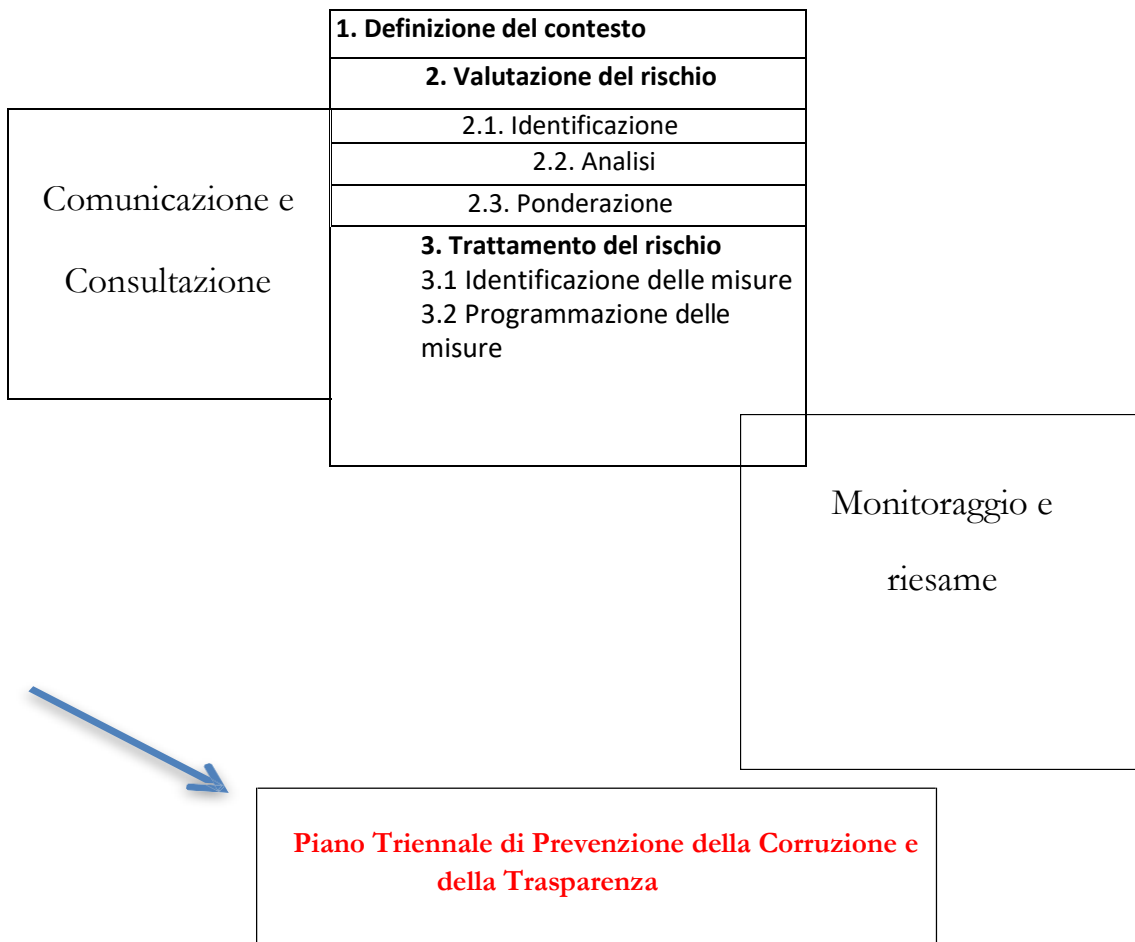 1. Definizione del contesto
2. Valutazione del rischio
2.1. Identificazione
2.2. Analisi
2.3. Ponderazione
3. Trattamento del rischio
3.1 Identificazione delle misure
3.2 Programmazione delle
misure
Comunicazione e
Consultazione
Monitoraggio e
riesame
Piano Triennale di Prevenzione della Corruzione e
della Trasparenza